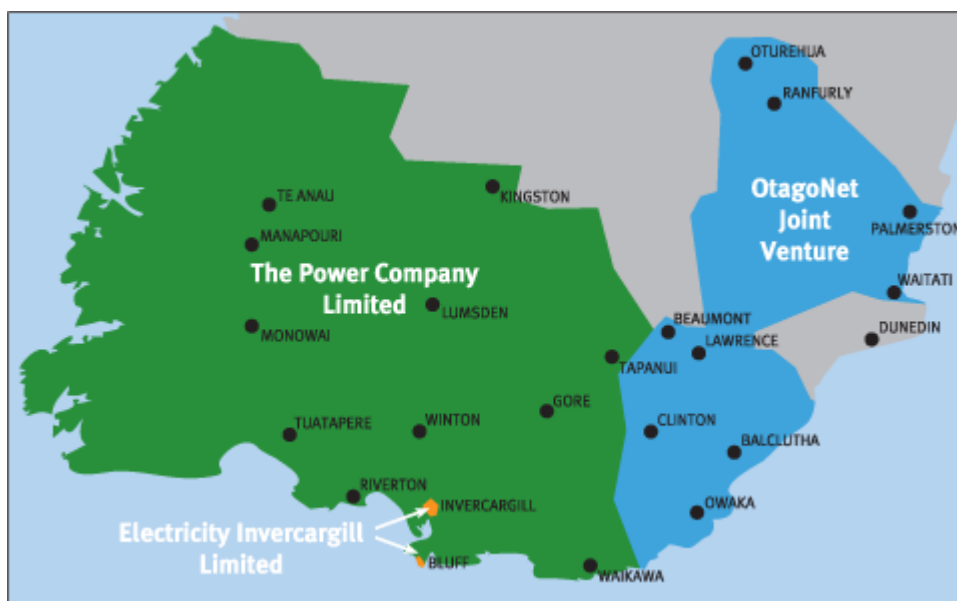 OTUREHUA
RANFURLY
TE ANAU
KINGSTON
OtagoNet
Joint
Venture
PALMERSTON
MANAPOURI
The Power Company
Limited
LUMSDEN
WAITATI
MONOWAI
BEAUMONT
DUNEDIN
LAWRENCE
TAPANUI
GORE
TUATAPERE
WINTON
CLINTON
BALCLUTHA
RIVERTON
INVERCARGILL
OWAKA
Electricity Invercargill
Limited
BLUFF
WAIKAWA